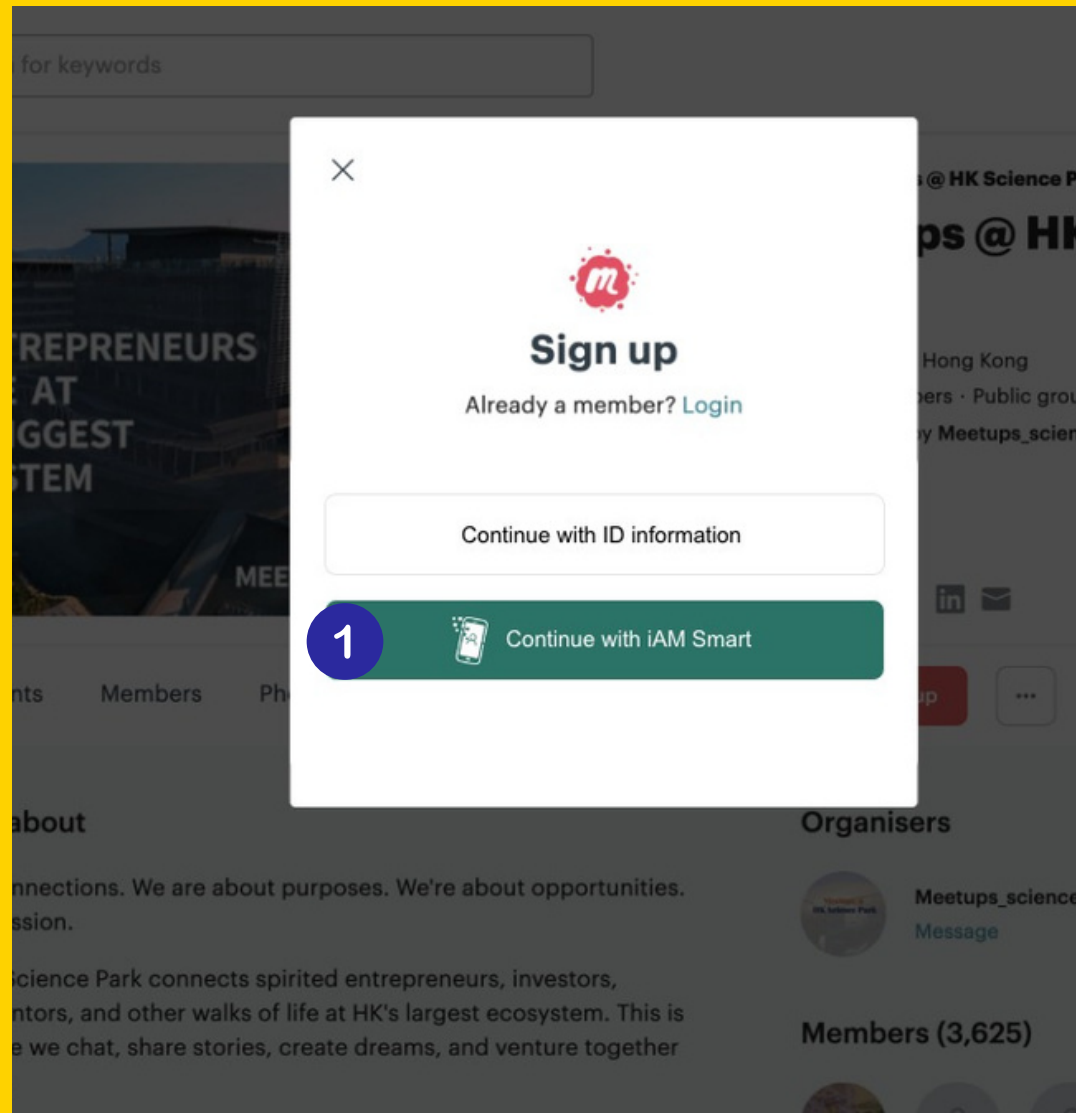 for keywords
@ HK Science P
ps @ HK
REPRENEURS
AT
GGEST
TEM
MEE
Sign up
Already a member? Login
Hong Kong
ers · Public grou
y Meetups_scien
Continue with ID information
1
Continue with iAM Smart
in
nts Members Ph
up
...
about
nnections. We are about purposes. We're about opportunities.
ssion.
Science Park connects spirited entrepreneurs, investors,
ntors, and other walks of life at HK's largest ecosystem. This is
e we chat, share stories, create dreams, and venture together
Organisers
Meetups_science
Message
Members (3,625)